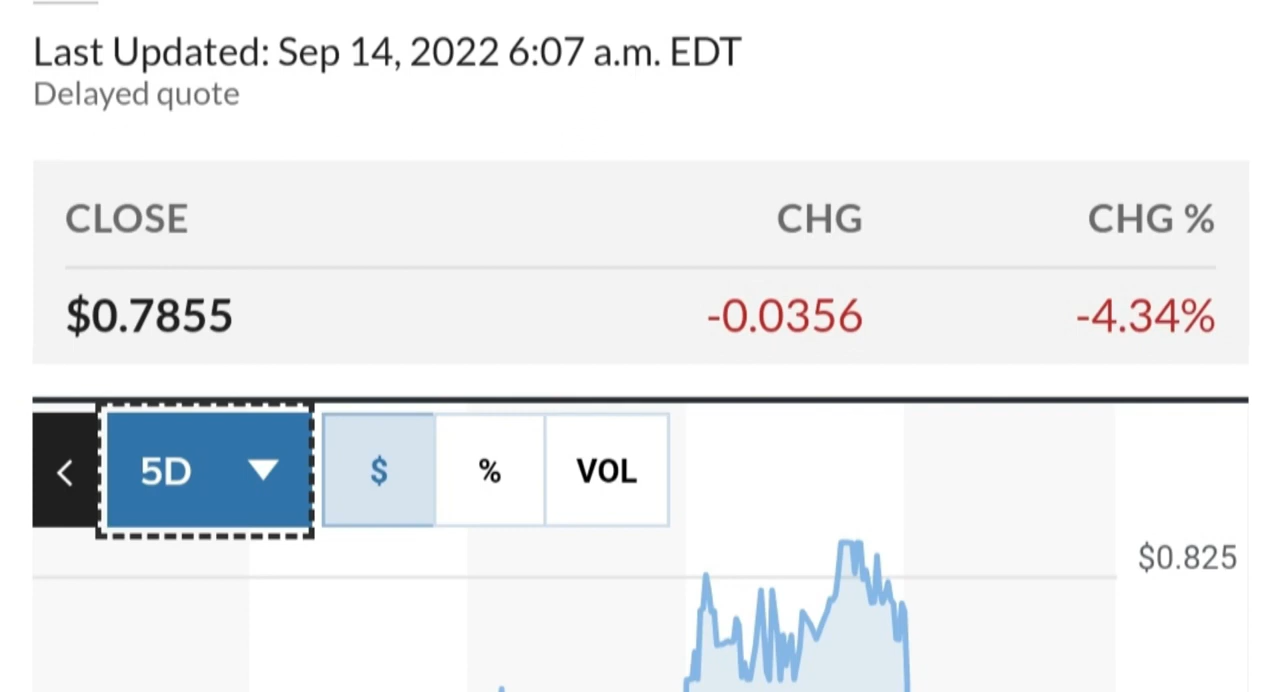 Last Updated: Sep 14, 2022 6:07 a.m. EDT
Delayed quote
CLOSE CHG CHG %
$0.7855 -0.0356 -4.34%
5D $ % VOL
$0.825